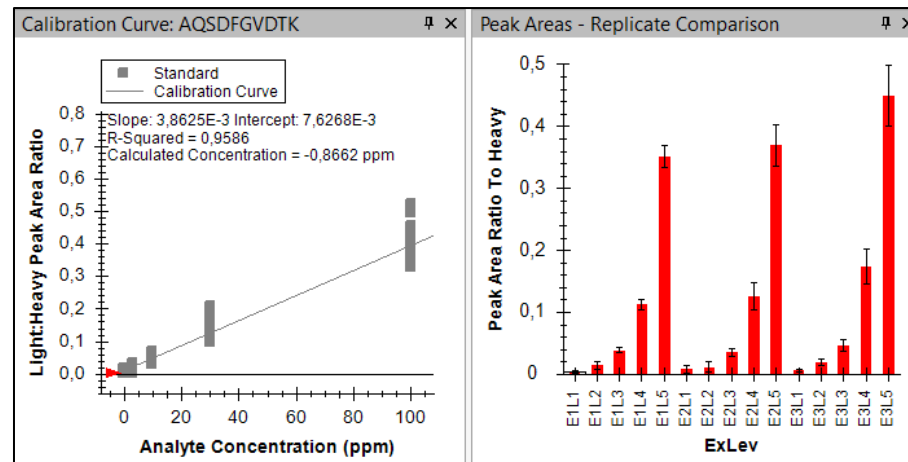 Calibration Curve: AQSDFGVDTK
Standard
Calibration Curve
Slope: 3,8625E-3 Intercept: 7,6268E-3
R-Squared = 0,9586
Calculated Concentration = -0,8662 ppm
0,8
0,7
0,6
0,5
0,4
0,3
0,2
0,1
0,0
Light:Heavy Peak Area Ratio
0 20 40 60 80 100
Analyte Concentration (ppm)
Peak Areas - Replicate Comparison
0,5
0,4
0,3
0,2
0,1
0
Peak Area Ratio To Heavy
E1L1
E1L2
E1L3
E1L4
E1L5
E2L1
E2L2
E2L3
E2L4
E2L5
E3L1
E3L2
E3L3
E3L4
E3L5
ExLev